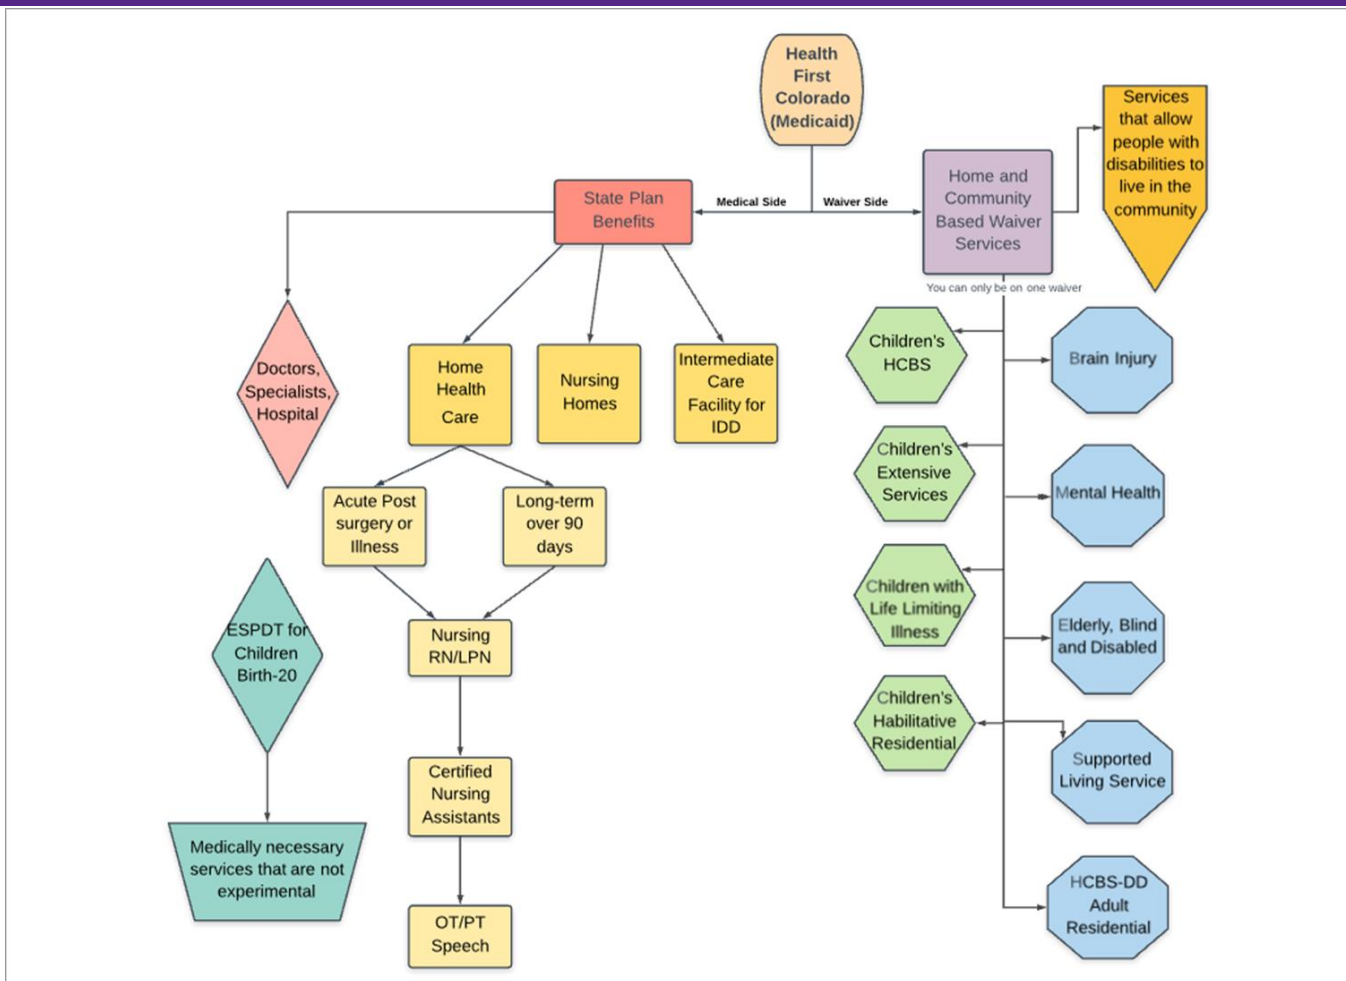 Health
First
Colorado
(Medicaid)
Services
that allow
people with
disabilities to
live in the
community
State Plan
Benefits
Medical Side
Waiver Side
Home and
Community
Based Waiver
Services
You can only be on one waiver
Doctors,
Specialists,
Hospital
Home
Health
Care
Nursing
Homes
Intermediate
Care
Facility for
IDD
Children's
HCBS
Brain Injury
Acute Post
surgery or
Illness
Long-term
over 90
days
Children's
Extensive
Services
Mental Health
ESPDT for
Children
Birth-20
Nursing
RN/LPN
Children with
Life Limiting
Illness
Elderly, Blind
and Disabled
Children's
Habilitative
Residential
Supported
Living Service
Certified
Nursing
Assistants
Medically necessary
services that are not
experimental
OT/PT
Speech
HCBS-DD
Adult
Residential